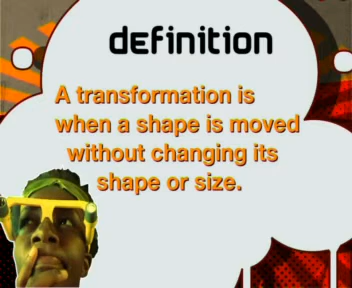 definition
A transformation is
when a shape is moved
without changing its
shape or size.